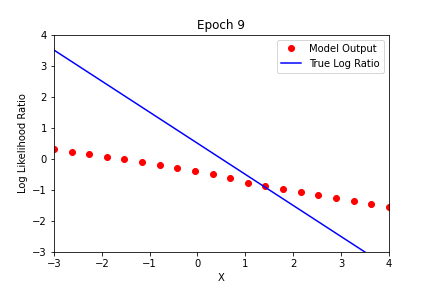 Epoch 9
Model Output
True Log Ratio
Log Likelihood Ratio
4
3
2
1
0
−1
−2
−3
−3 −2 −1 0 1 2 3 4
X